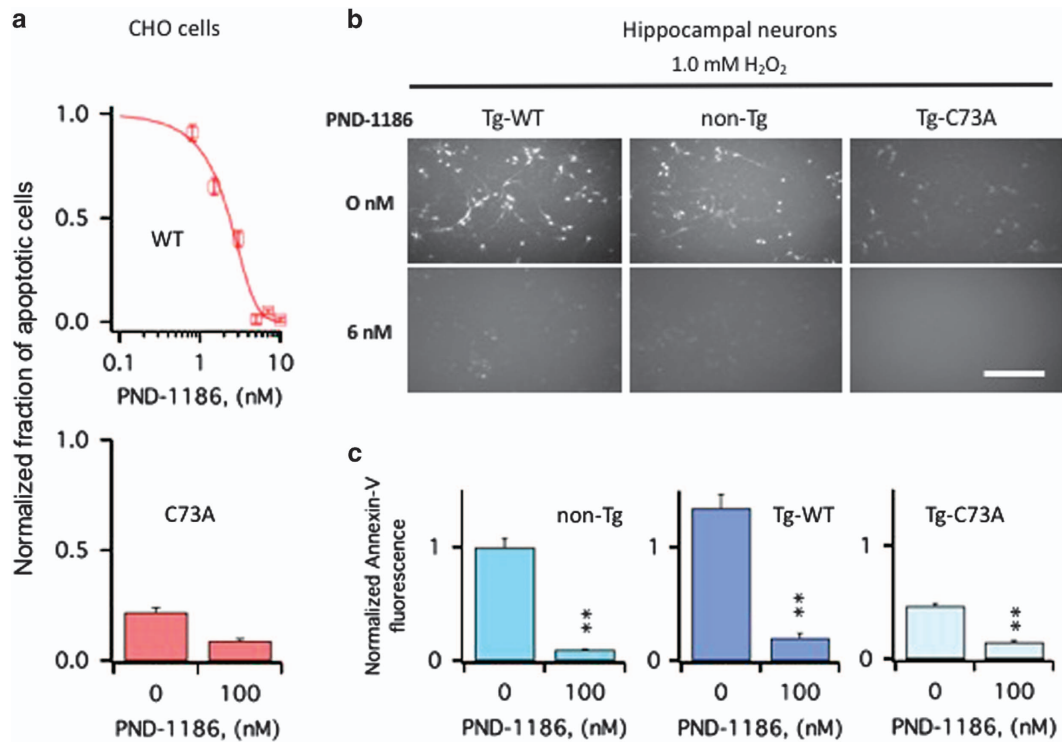 a
CHO cells
Normalized fraction of apoptotic cells
1.0
0.5
0.0
WT
0.1 1 10
PND-1186, (nM)
1.0
0.5
0.0
C73A
0 100
PND-1186, (nM)
b
Hippocampal neurons
1.0 mM H₂O₂
PND-1186 Tg-WT non-Tg Tg-C73A
0 nM
6 nM
c
Normalized Annexin-V
fluorescence
1
0
non-Tg
**
0 100
PND-1186, (nM)
1
0
Tg-WT
**
0 100
PND-1186, (nM)
1
0
Tg-C73A
**
0 100
PND-1186, (nM)